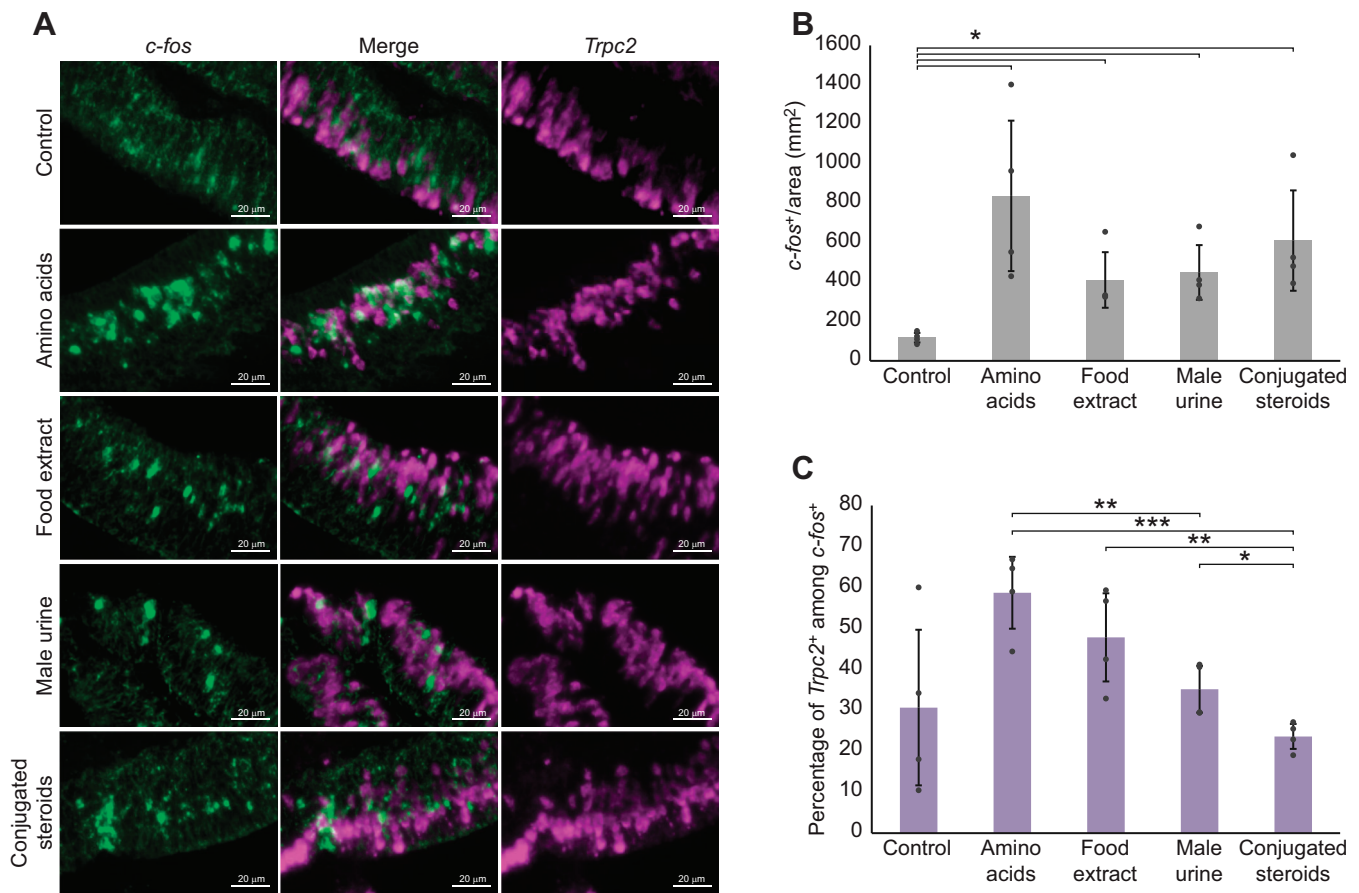 A
c-fos
Merge
Trpc2
Control
20 µm
20 µm
20 µm
Amino acids
20 µm
20 µm
20 µm
Food extract
20 µm
20 µm
20 µm
Male urine
20 µm
20 µm
20 µm
Conjugated
steroids
20 µm
20 µm
20 µm
B
*
c-fos⁺/area (mm²)
1600
1400
1200
1000
800
600
400
200
0
Control
Amino
acids
Food
extract
Male
urine
Conjugated
steroids
C
**
***
**
*
Percentage of Trpc2⁺ among c-fos⁺
80
70
60
50
40
30
20
10
0
Control
Amino
acids
Food
extract
Male
urine
Conjugated
steroids